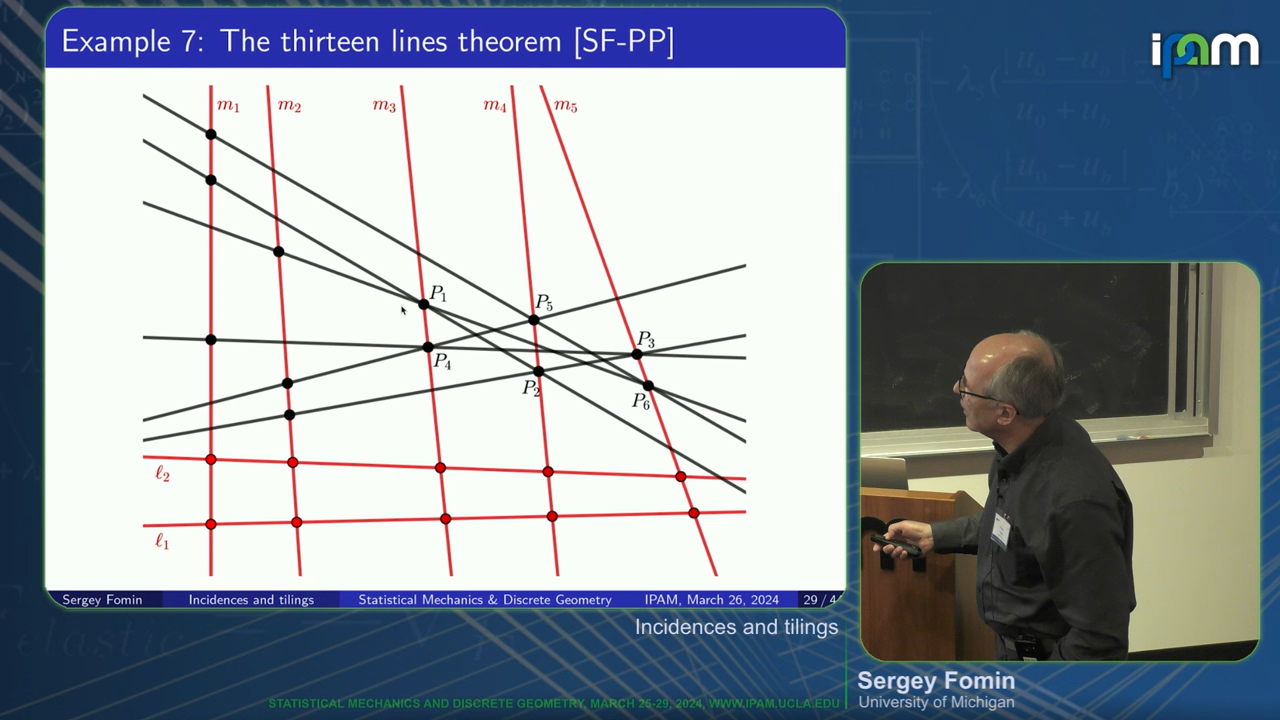 Example 7: The thirteen lines theorem [SF-PP]
ipam
m₁
m₂
m₃
m₄
m₅
P₁
P₅
P₃
P₄
P₂
P₆
ℓ₂
ℓ₁
Sergey Fomin Incidences and tilings Statistical Mechanics & Discrete Geometry IPAM, March 26, 2024 29 / 4
Incidences and tilings
Sergey Fomin
University of Michigan
STATISTICAL MECHANICS AND DISCRETE GEOMETRY, MARCH 25-29, 2024, WWW.IPAM.UCLA.EDU
elastic